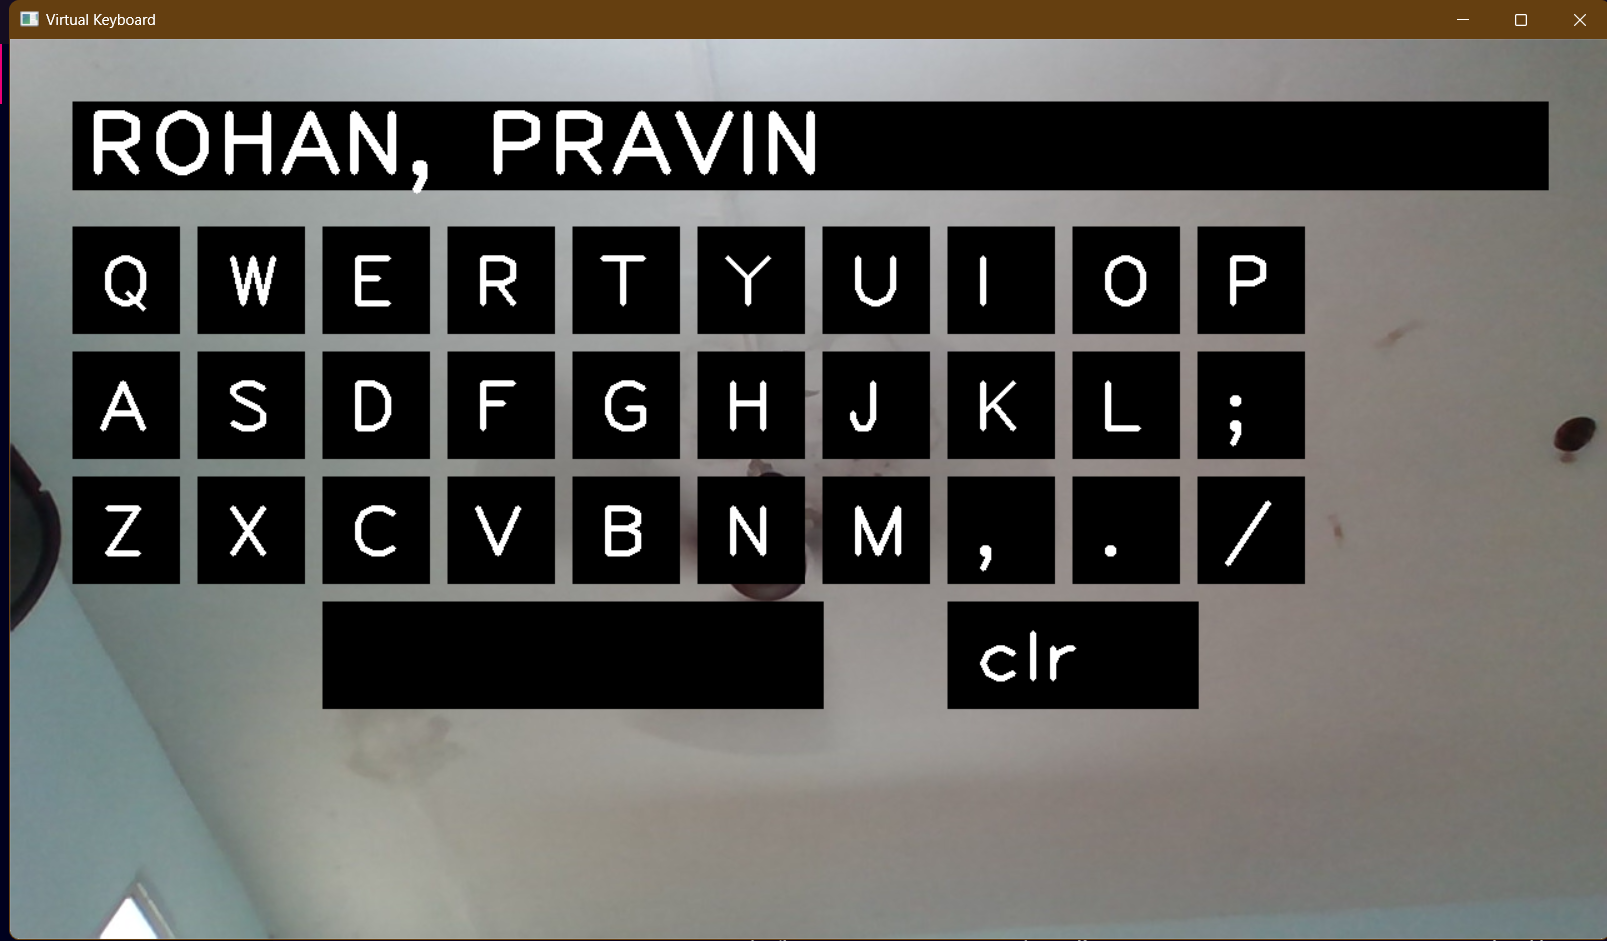 Virtual Keyboard
ROHAN, PRAVIN
Q W E R T Y U I O P
A S D F G H J K L ;
Z X C V B N M , . /
clr